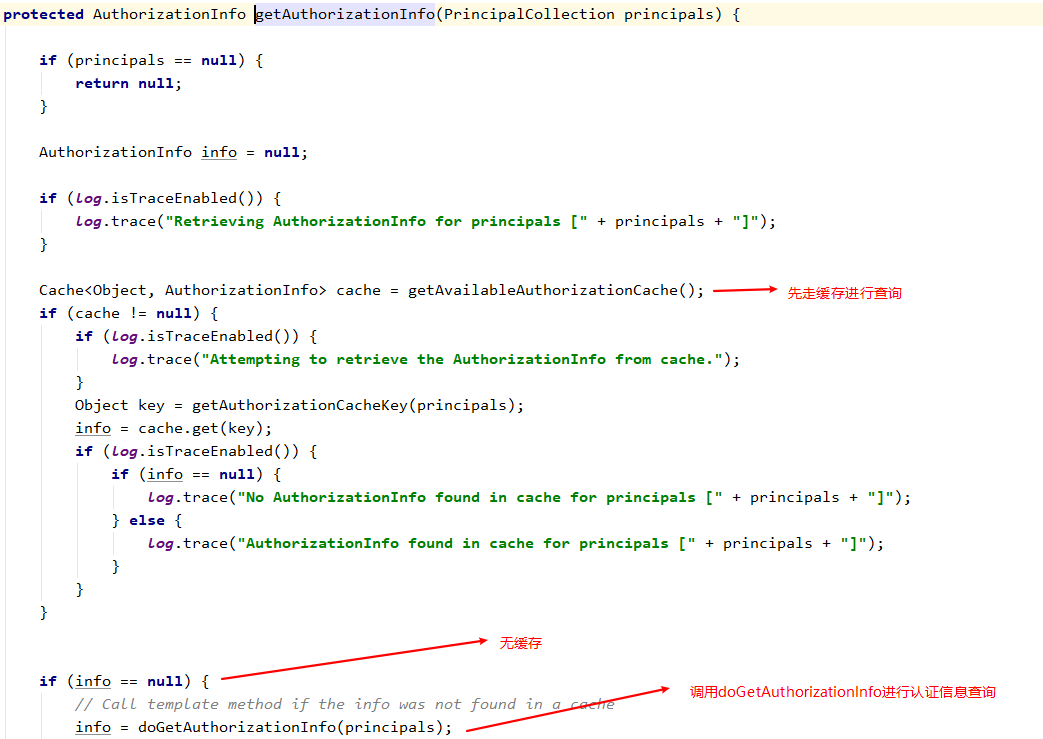 protected AuthorizationInfo getAuthorizationInfo(PrincipalCollection principals) {
if (principals == null) {
return null;
}
AuthorizationInfo info = null;
if (log.isTraceEnabled()) {
log.trace("Retrieving AuthorizationInfo for principals [" + principals + "]");
}
Cache<Object, AuthorizationInfo> cache = getAvailableAuthorizationCache(); 先走缓存进行查询
if (cache != null) {
if (log.isTraceEnabled()) {
log.trace("Attempting to retrieve the AuthorizationInfo from cache.");
}
Object key = getAuthorizationCacheKey(principals);
info = cache.get(key);
if (log.isTraceEnabled()) {
if (info == null) {
log.trace("No AuthorizationInfo found in cache for principals [" + principals + "]");
} else {
log.trace("AuthorizationInfo found in cache for principals [" + principals + "]");
}
}
}
无缓存
if (info == null) {
调用doGetAuthorizationInfo进行认证信息查询
// Call template method if the info was not found in a cache
info = doGetAuthorizationInfo(principals);